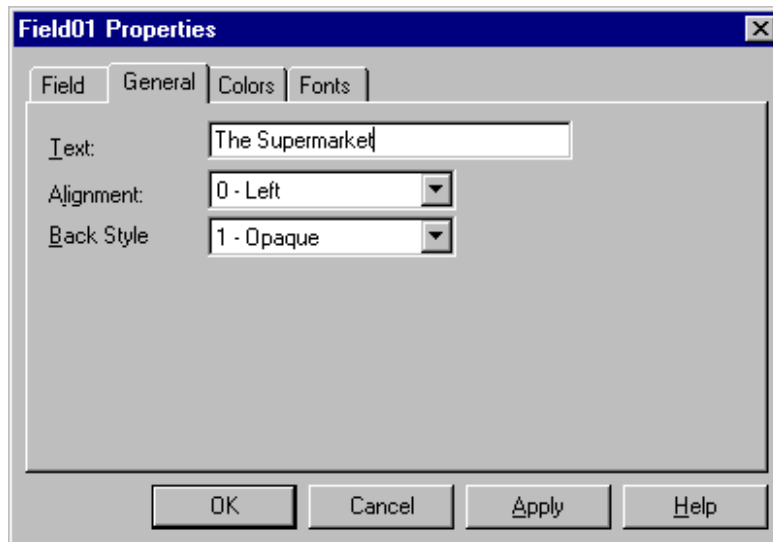 Field01 Properties
Field General Colors Fonts
Text: The Supermarket
Alignment: 0 - Left
Back Style 1 - Opaque
OK Cancel Apply Help